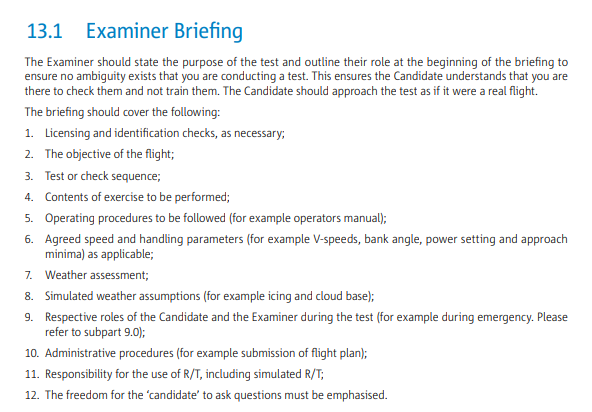 13.1 Examiner Briefing
The Examiner should state the purpose of the test and outline their role at the beginning of the briefing to
ensure no ambiguity exists that you are conducting a test. This ensures the Candidate understands that you are
there to check them and not train them. The Candidate should approach the test as if it were a real flight.
The briefing should cover the following:
1. Licensing and identification checks, as necessary;
2. The objective of the flight;
3. Test or check sequence;
4. Contents of exercise to be performed;
5. Operating procedures to be followed (for example operators manual);
6. Agreed speed and handling parameters (for example V-speeds, bank angle, power setting and approach
minima) as applicable;
7. Weather assessment;
8. Simulated weather assumptions (for example icing and cloud base);
9. Respective roles of the Candidate and the Examiner during the test (for example during emergency. Please
refer to subpart 9.0);
10. Administrative procedures (for example submission of flight plan);
11. Responsibility for the use of R/T, including simulated R/T;
12. The freedom for the ‘candidate’ to ask questions must be emphasised.